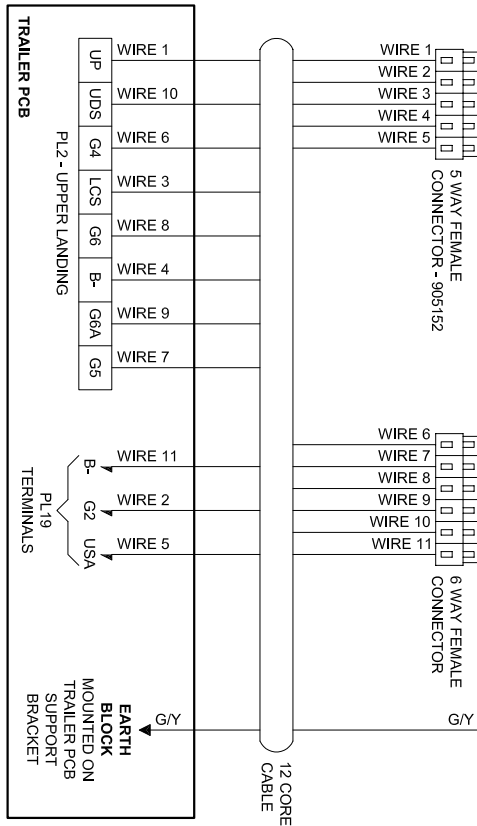 TRAILER PCB
PL2 - UPPER LANDING
UP
UDS
G4
LCS
G6
B-
G6A
G5
WIRE 1
WIRE 10
WIRE 6
WIRE 3
WIRE 8
WIRE 4
WIRE 9
WIRE 7
PL19
TERMINALS
B-
G2
USA
WIRE 11
WIRE 2
WIRE 5
EARTH
BLOCK
MOUNTED ON
TRAILER PCB
SUPPORT
BRACKET
G/Y
12 CORE
CABLE
WIRE 1
WIRE 2
WIRE 3
WIRE 4
WIRE 5
5 WAY FEMALE
CONNECTOR - 905152
WIRE 6
WIRE 7
WIRE 8
WIRE 9
WIRE 10
WIRE 11
6 WAY FEMALE
CONNECTOR
G/Y